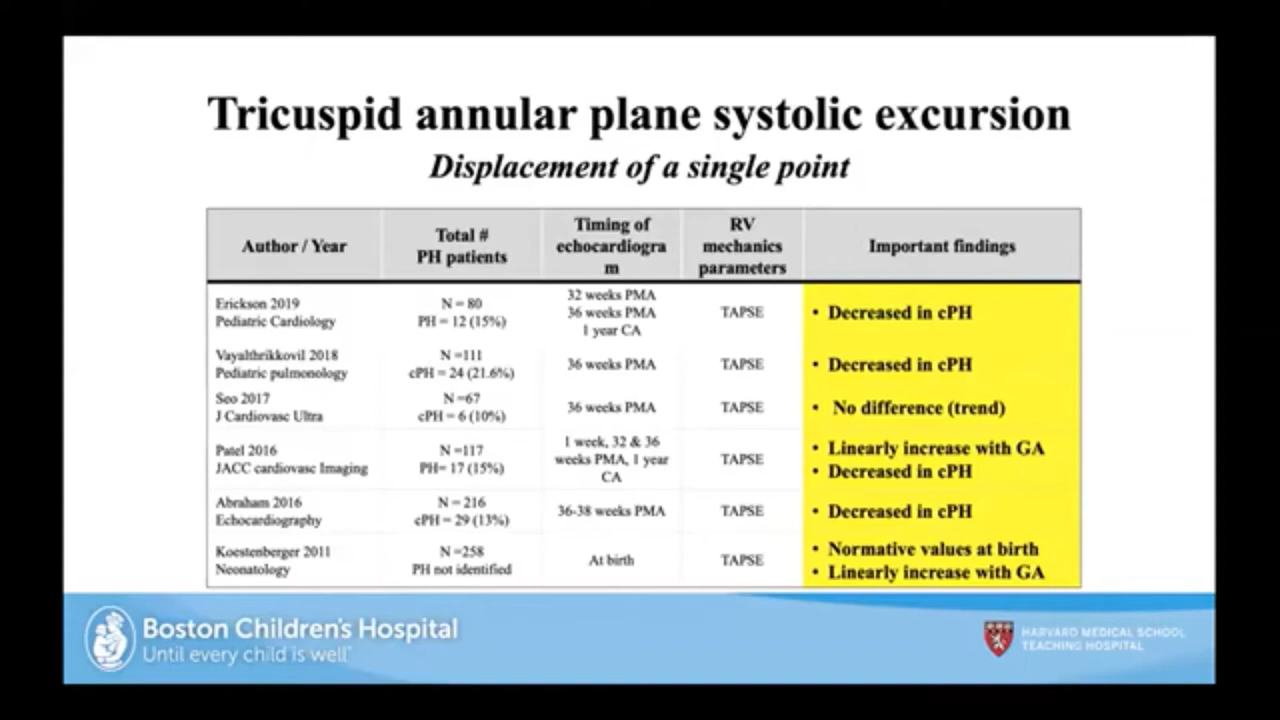 Tricuspid annular plane systolic excursion
Displacement of a single point
Author / Year
Total #
PH patients
Timing of
echocardiogra
m
RV
mechanics
parameters
Important findings
Erickson 2019
Pediatric Cardiology
N = 80
PH = 12 (15%)
32 weeks PMA
36 weeks PMA
1 year CA
TAPSE
• Decreased in cPH
Vayalthrikkovil 2018
Pediatric pulmonology
N =111
cPH = 24 (21.6%)
36 weeks PMA
TAPSE
• Decreased in cPH
Seo 2017
J Cardiovasc Ultra
N =67
cPH = 6 (10%)
36 weeks PMA
TAPSE
• No difference (trend)
Patel 2016
JACC cardiovasc Imaging
N =117
PH= 17 (15%)
1 week, 32 & 36
weeks PMA, 1 year
CA
TAPSE
• Linearly increase with GA
• Decreased in cPH
Abraham 2016
Echocardiography
N = 216
cPH = 29 (13%)
36-38 weeks PMA
TAPSE
• Decreased in cPH
Koestenberger 2011
Neonatology
N =258
PH not identified
At birth
TAPSE
• Normative values at birth
• Linearly increase with GA
Boston Children's Hospital
Until every child is well™
HARVARD MEDICAL SCHOOL
TEACHING HOSPITAL